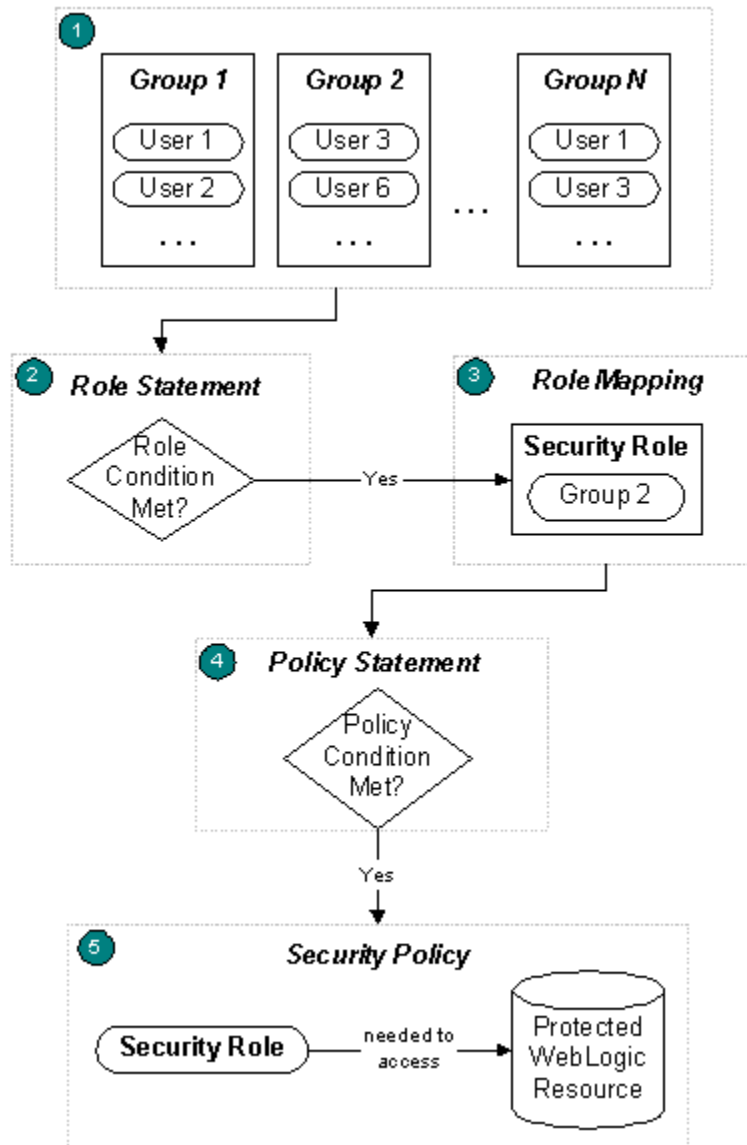 1
Group 1
User 1
User 2
...
Group 2
User 3
User 6
...
...
Group N
User 1
User 3
...
2
Role Statement
Role
Condition
Met?
Yes
3
Role Mapping
Security Role
Group 2
4
Policy Statement
Policy
Condition
Met?
Yes
5
Security Policy
Security Role
needed to
access
Protected
WebLogic
Resource